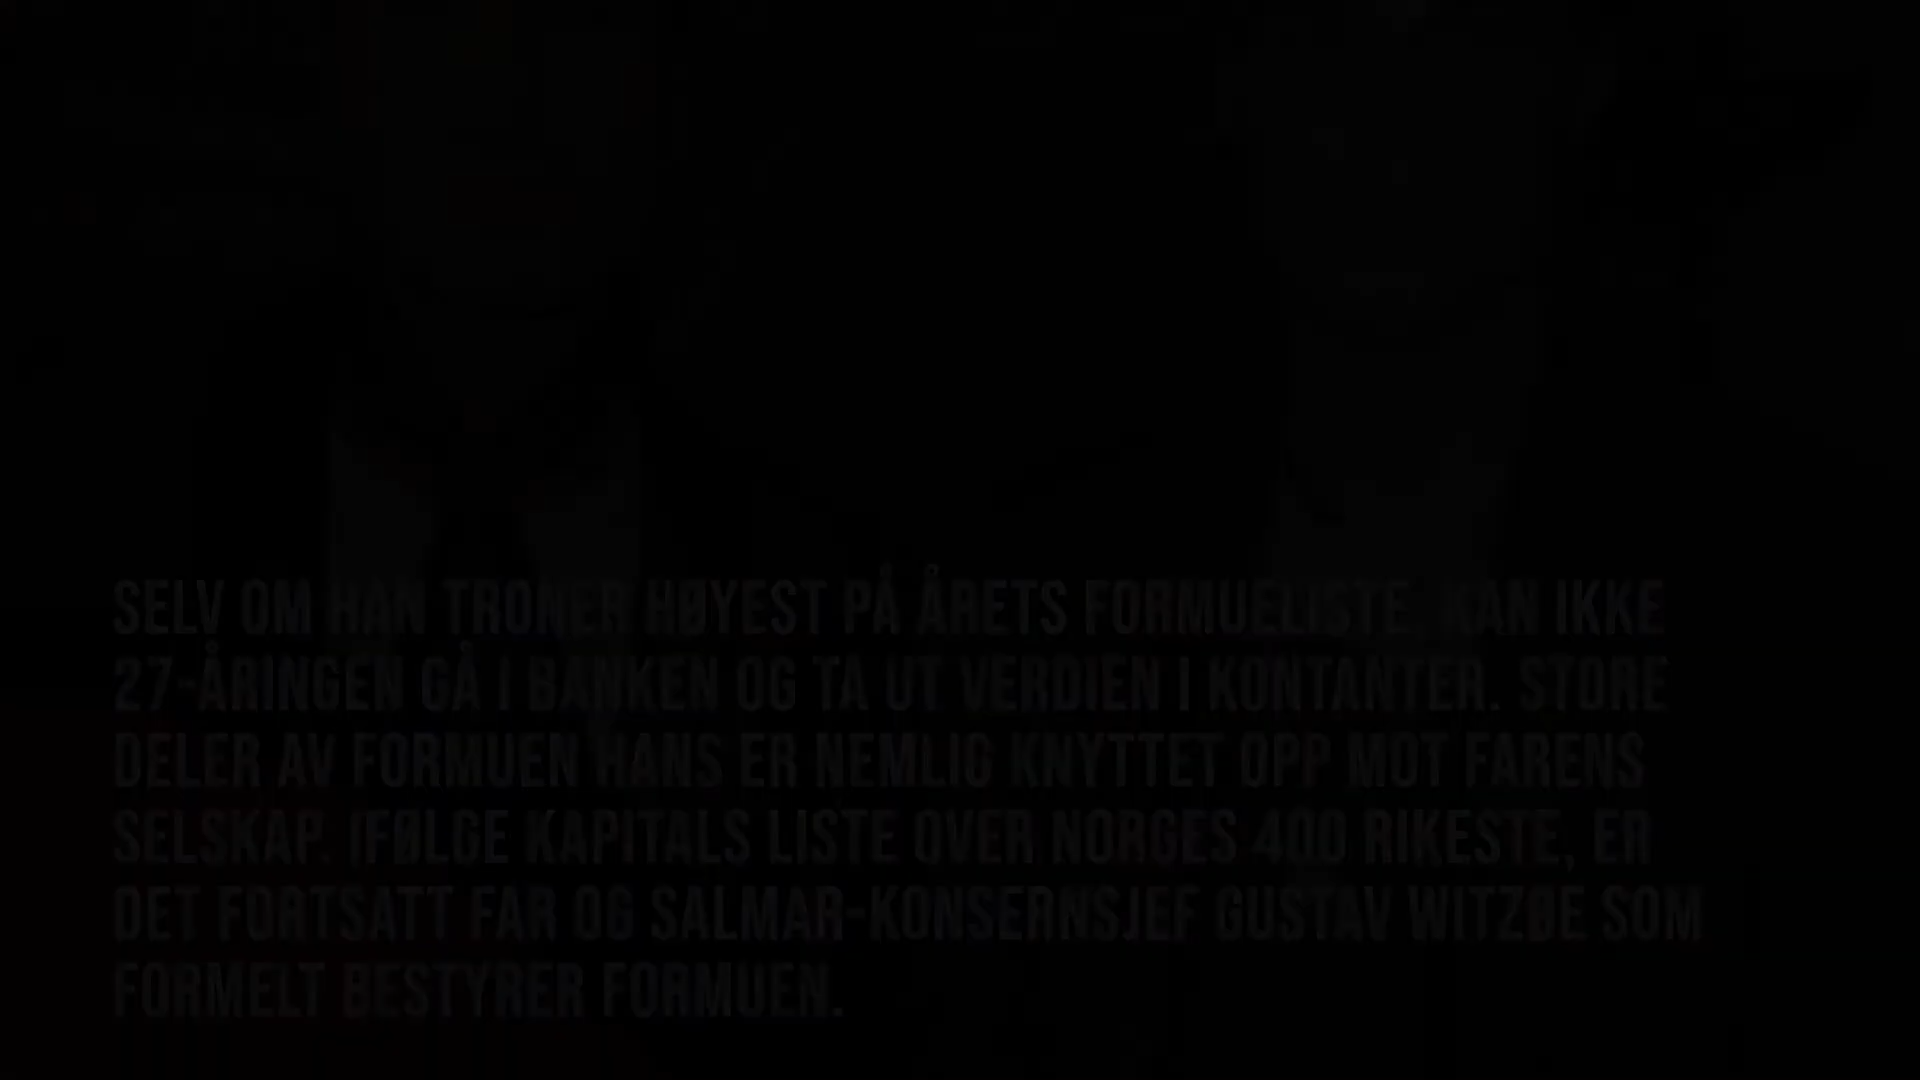 SELV OM HAN TRONER HØYEST PÅ ÅRETS FORMUELISTE, KAN IKKE
27-ÅRINGEN GÅ I BANKEN OG TA UT VERDIEN I KONTANTER. STORE
DELER AV FORMUEN HANS ER NEMLIG KNYTTET OPP MOT FARENS
SELSKAP. IFØLGE KAPITALS LISTE OVER NORGES 400 RIKESTE, ER
DET FORTSATT FAR OG SALMAR-KONSERNSJEF GUSTAV WITZØE SOM
FORMELT BESTYRER FORMUEN.